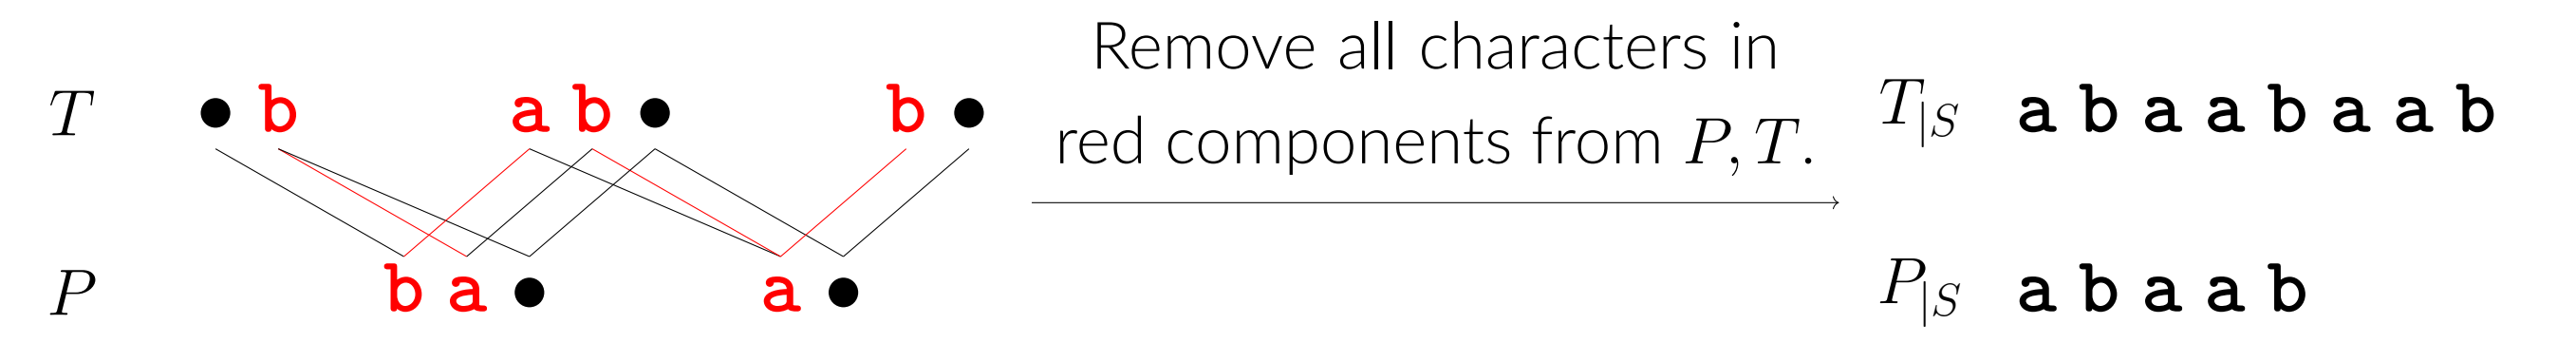 T ● b a b ● b ●
P b a ● a ●
Remove all characters in
red components from P, T.
T|S a b a a b a a b
P|S a b a a b